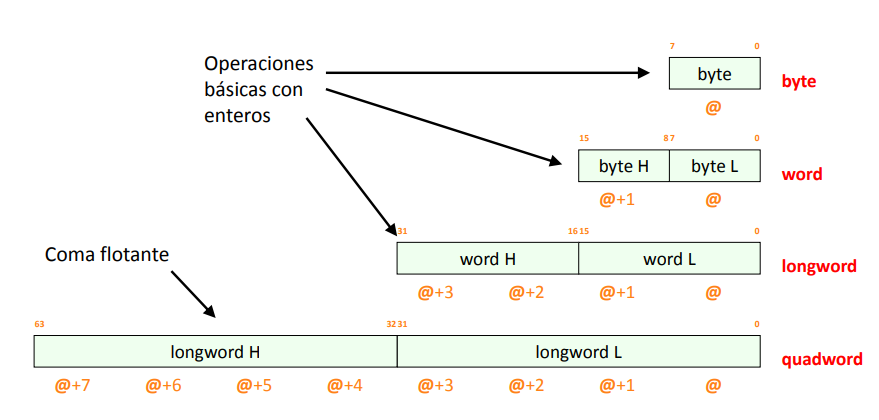 Operaciones
básicas con
enteros
7 0
byte
byte
@
15 8 7 0
byte H byte L
word
@+1 @
31 16 15 0
word H word L
longword
@+3 @+2 @+1 @
Coma flotante
63 32 31 0
longword H longword L
quadword
@+7 @+6 @+5 @+4 @+3 @+2 @+1 @